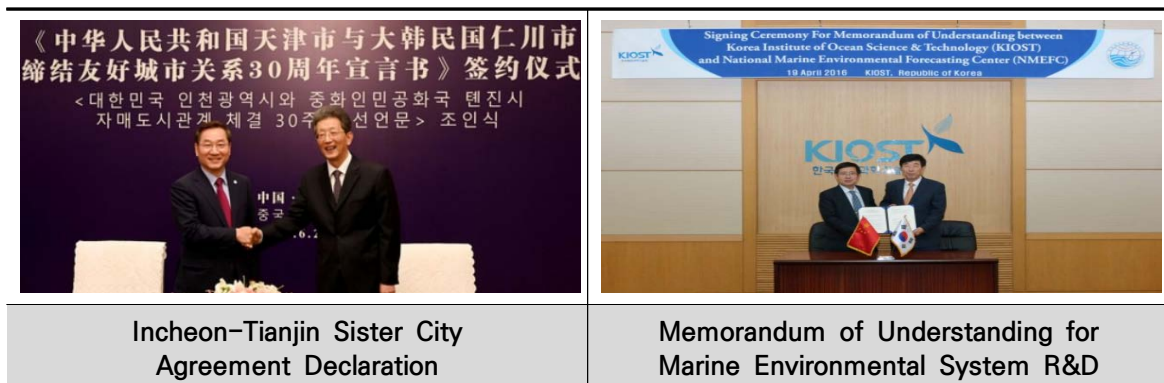 《中华人民共和国天津市与大韩民国仁川市
缔结友好城市关系30周年宣言书》签约仪式
<대한민국 인천광역시와 중화인민공화국 톈진시
자매도시관계 체결 30주 선언문> 조인식
中国 ·
중국
Signing Ceremony For Memorandum of Understanding between
Korea Institute of Ocean Science & Technology (KIOST)
and National Marine Environmental Forecasting Center (NMEFC)
19 April 2016 KIOST, Republic of Korea
KIOST
KIOST
Incheon-Tianjin Sister City
Agreement Declaration
Memorandum of Understanding for
Marine Environmental System R&D